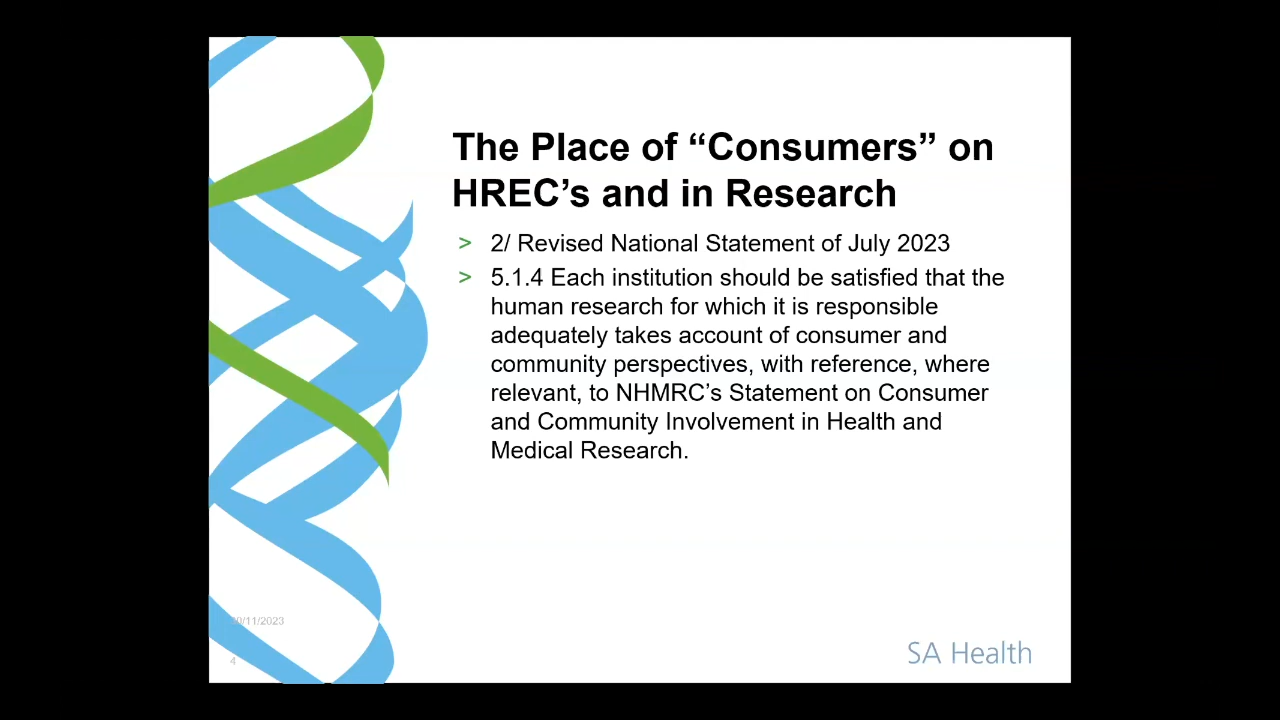 The Place of “Consumers” on
HREC’s and in Research
> 2/ Revised National Statement of July 2023
> 5.1.4 Each institution should be satisfied that the
human research for which it is responsible
adequately takes account of consumer and
community perspectives, with reference, where
relevant, to NHMRC’s Statement on Consumer
and Community Involvement in Health and
Medical Research.
/11/2023
4
SA Health